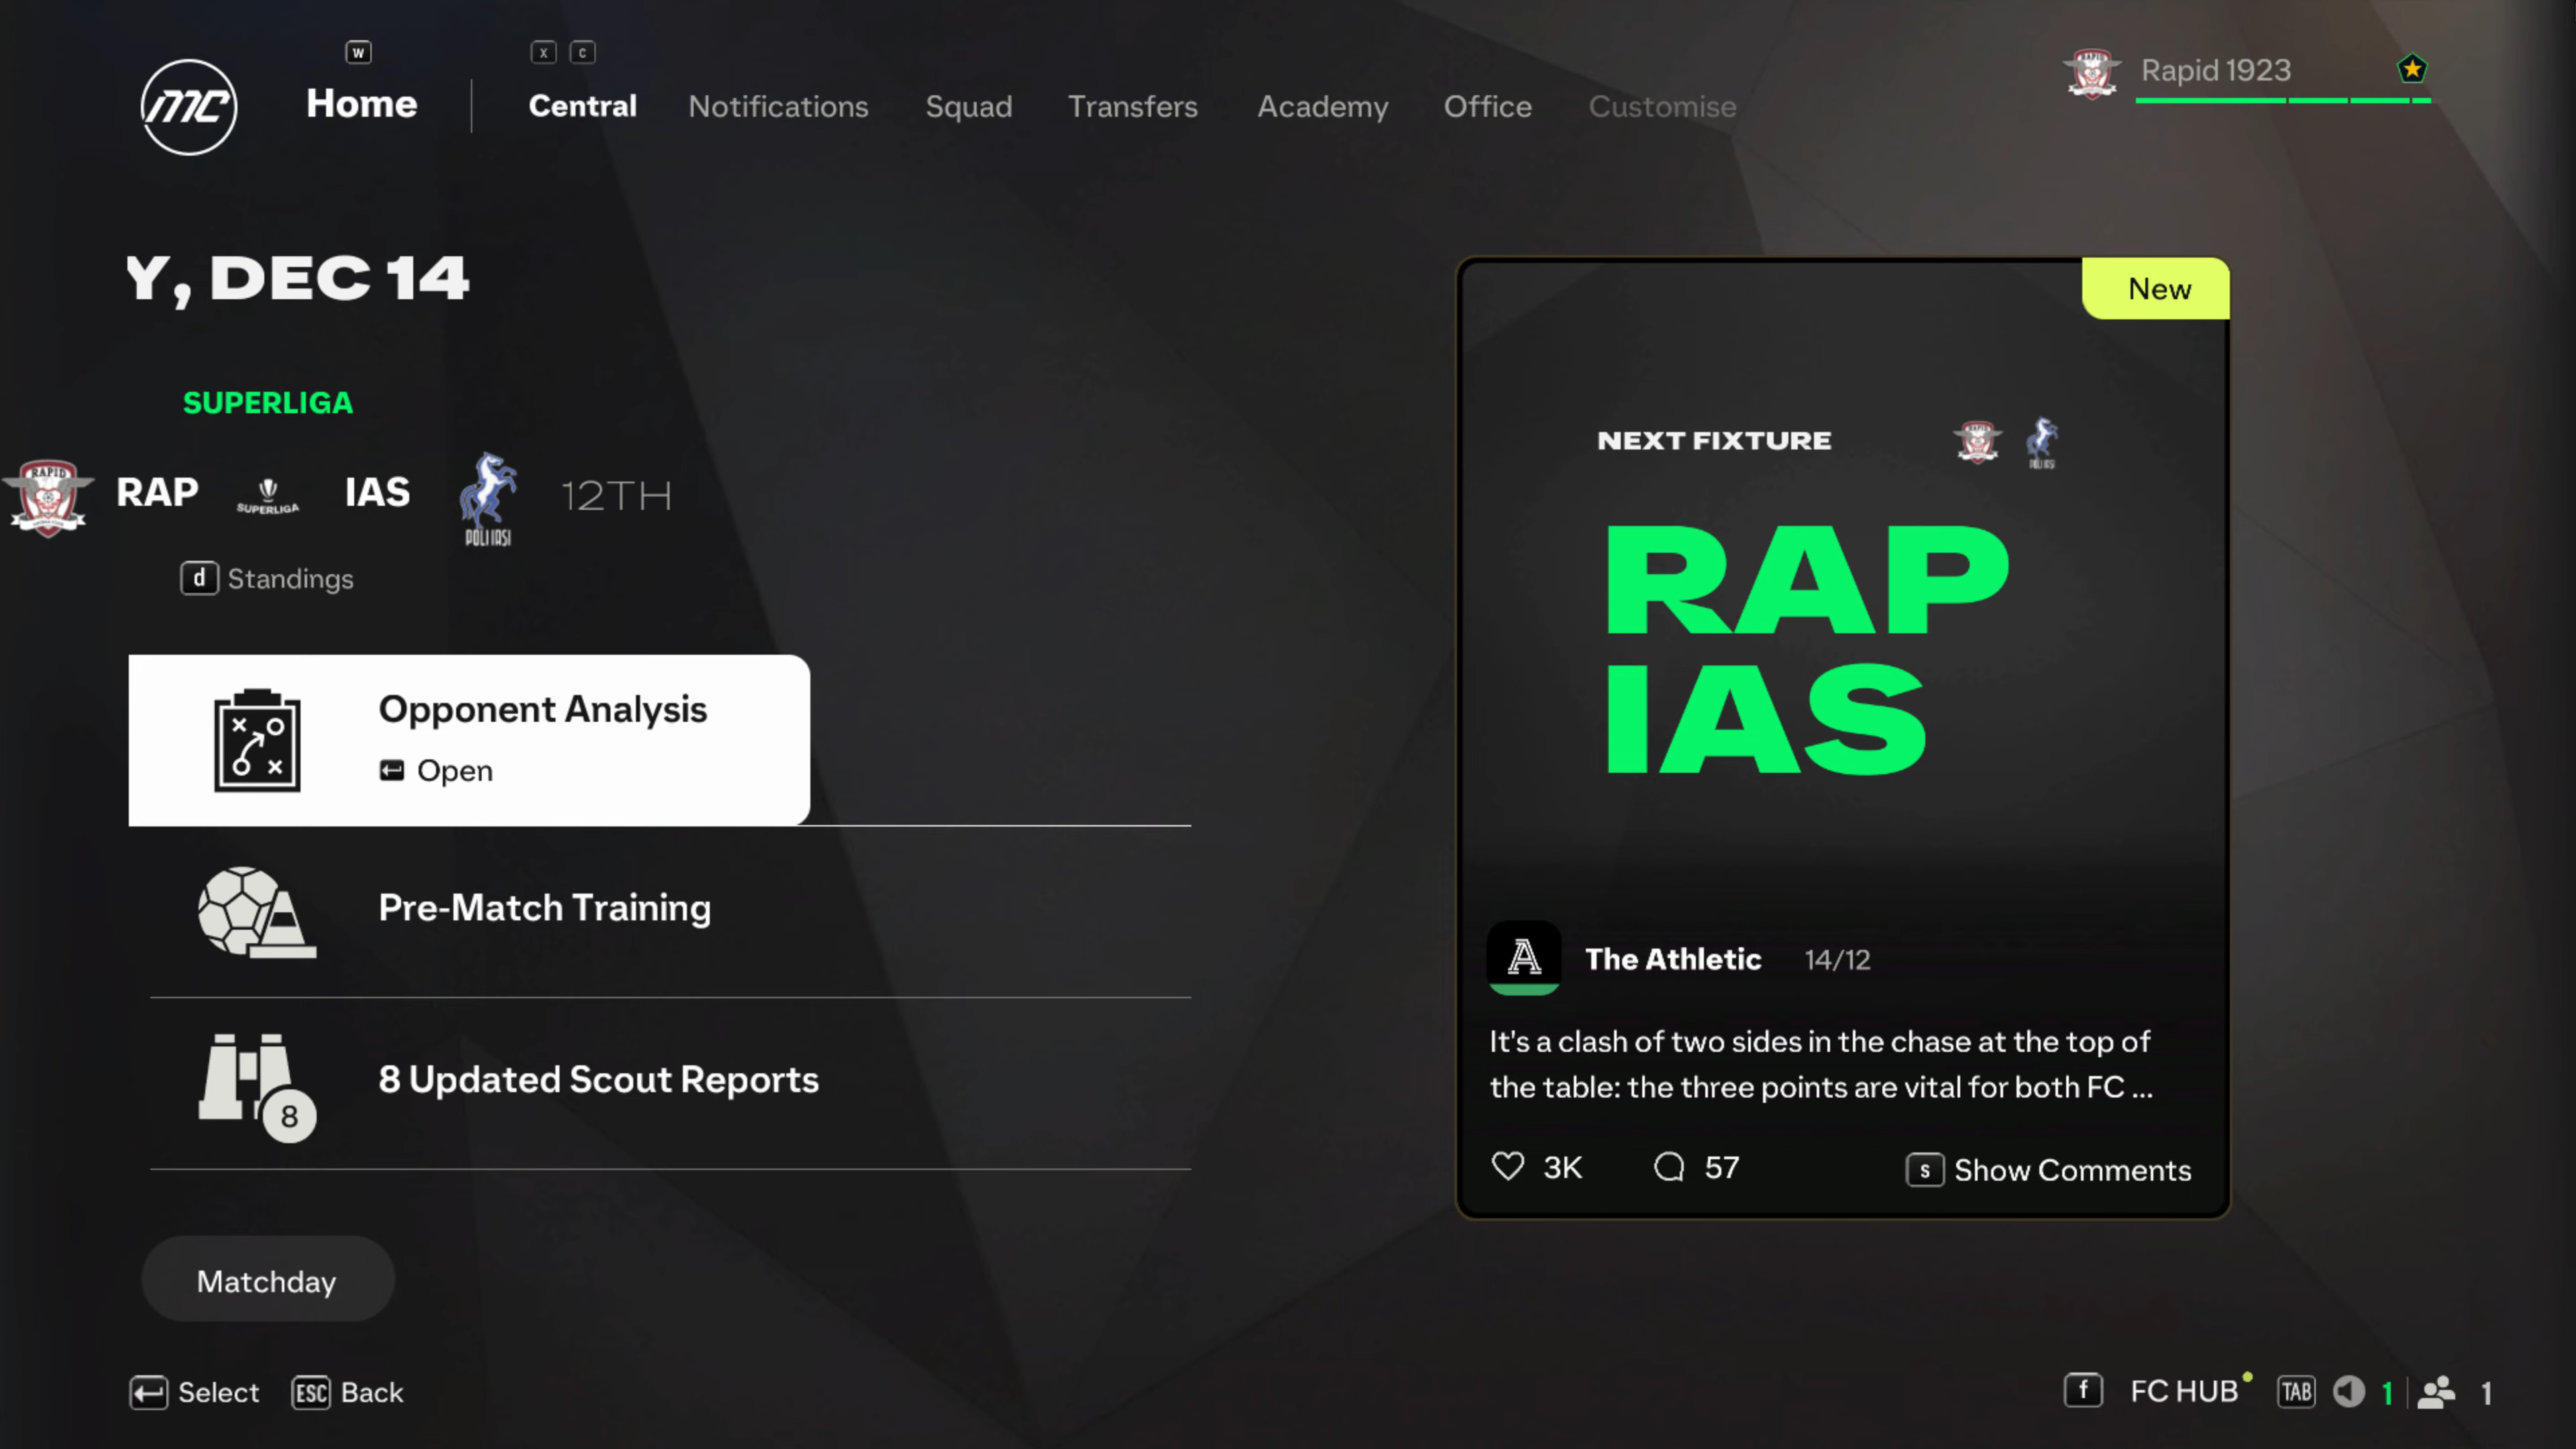 W
X C
MC
Home
Central
Notifications
Squad
Transfers
Academy
Office
Customise
RAPID
Rapid 1923
Y, DEC 14
SUPERLIGA
RAPID
RAP
SUPERLIGA
IAS
POLI IASI
12TH
d Standings
Opponent Analysis
Open
Pre-Match Training
8 Updated Scout Reports
8
Matchday
New
NEXT FIXTURE
RAP
IAS
A
The Athletic 14/12
It's a clash of two sides in the chase at the top of
the table: the three points are vital for both FC ...
3K
57
s Show Comments
Select
ESC Back
f FC HUB
TAB
1
1